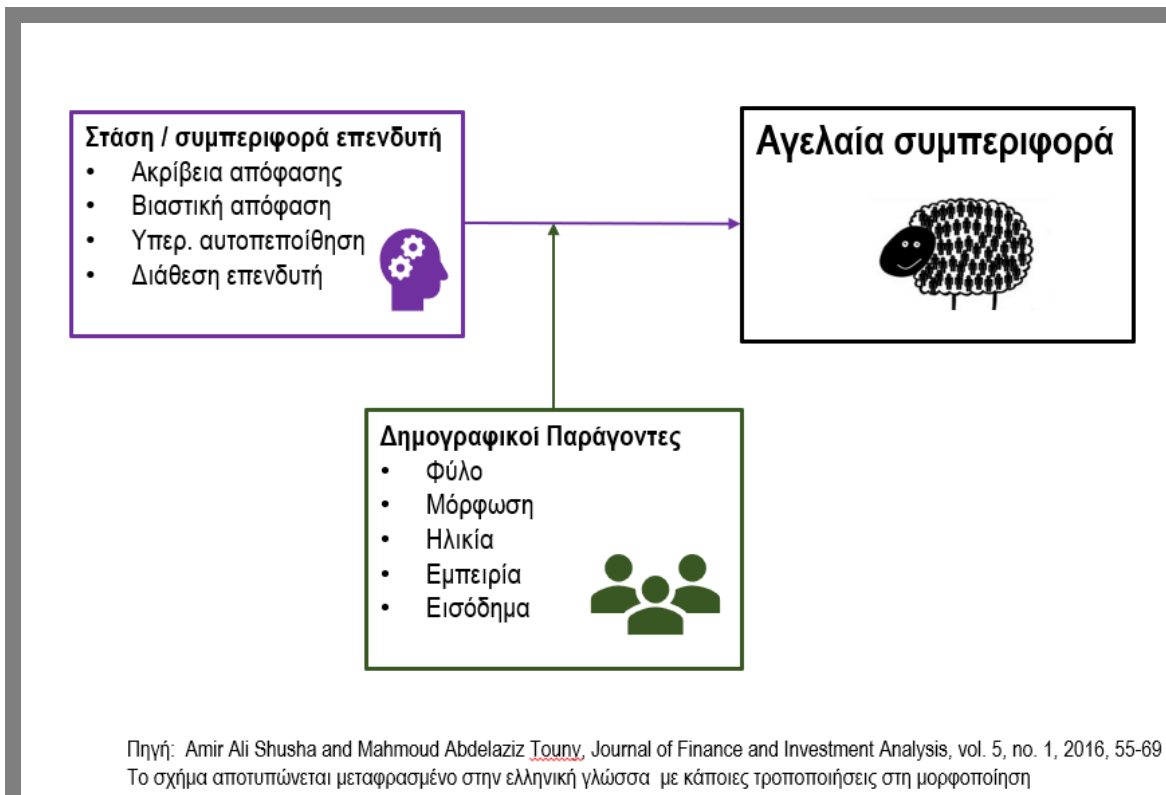 Στάση / συμπεριφορά επενδυτή
• Ακρίβεια απόφασης
• Βιαστική απόφαση
• Υπερ. αυτοπεποίθηση
• Διάθεση επενδυτή
Αγελαία συμπεριφορά
Δημογραφικοί Παράγοντες
• Φύλο
• Μόρφωση
• Ηλικία
• Εμπειρία
• Εισόδημα
Πηγή: Amir Ali Shusha and Mahmoud Abdelaziz Touny, Journal of Finance and Investment Analysis, vol. 5, no. 1, 2016, 55-69
Το σχήμα αποτυπώνεται μεταφρασμένο στην ελληνική γλώσσα με κάποιες τροποποιήσεις στη μορφοποίηση